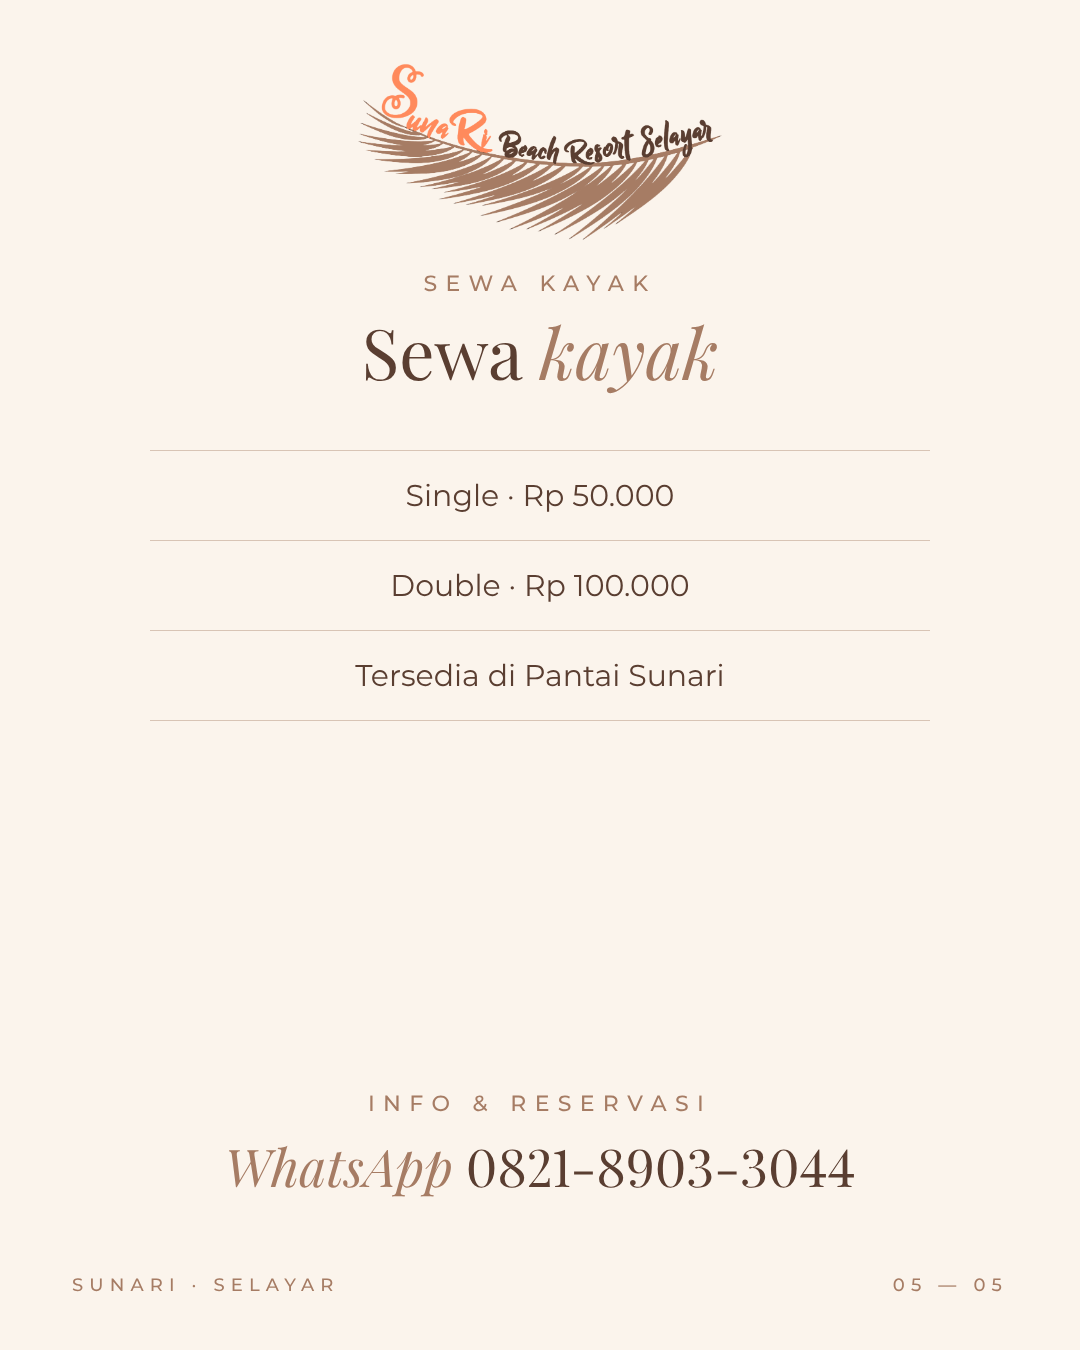 SunaRi Beach Resort Selayar
SEWA KAYAK
Sewa kayak
Single · Rp 50.000
Double · Rp 100.000
Tersedia di Pantai Sunari
INFO & RESERVASI
WhatsApp 0821-8903-3044
SUNARI · SELAYAR
05 — 05